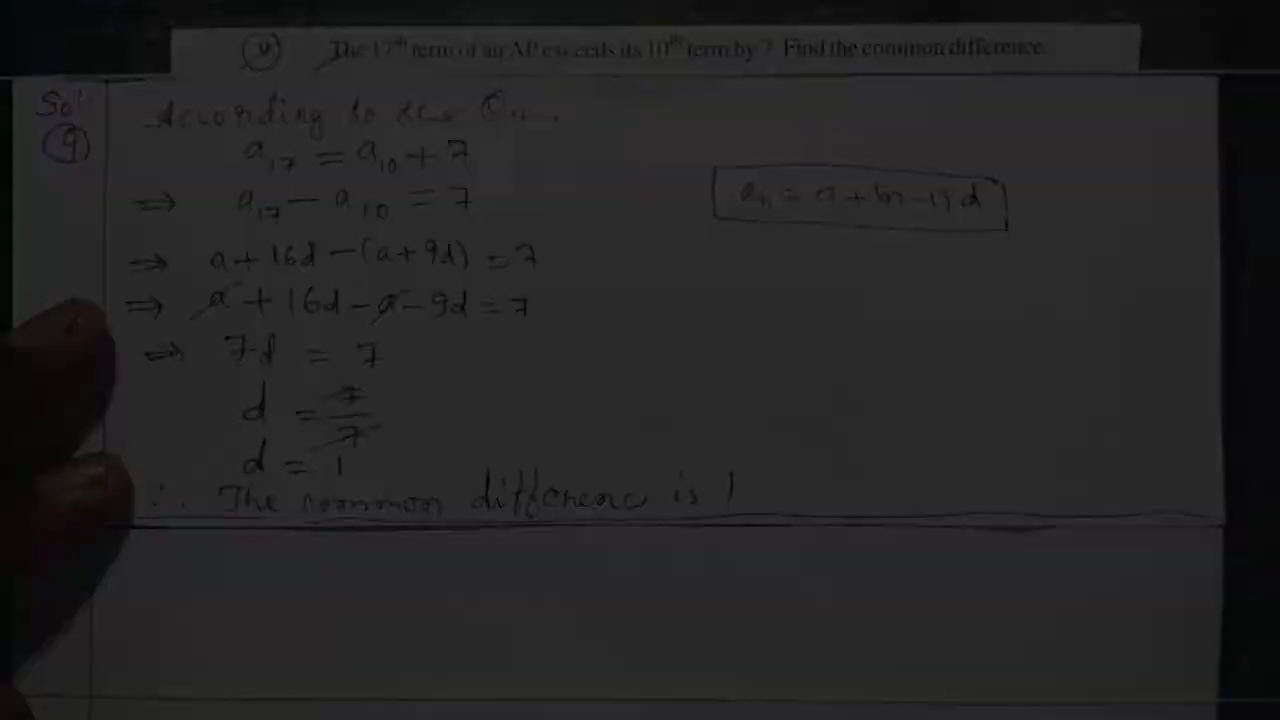 9 The 17th term of an AP exceeds its 10th term by 7. Find the common difference.
Sol:
9
According to the Qn.
a17 = a10 + 7
⇒ a17 – a10 = 7
an = a + (n – 1) d
⇒ a + 16d – (a + 9d) = 7
⇒ a + 16d – a – 9d = 7
⇒ 7d = 7
d = 7/7
d = 1
∴ The common difference is 1